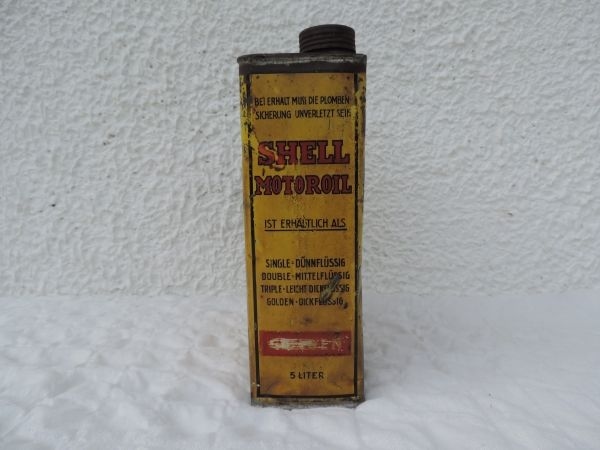 BEI ERHALT MUSS DIE PLOMBEN
SICHERUNG UNVERLETZT SEIN
SHELL
MOTOROIL
IST ERHÄLTLICH ALS
SINGLE - DÜNNFLÜSSIG
DOUBLE - MITTELFLÜSSIG
TRIPLE - LEICHT DICKFLÜSSIG
GOLDEN - DICKFLÜSSIG
5 LITER